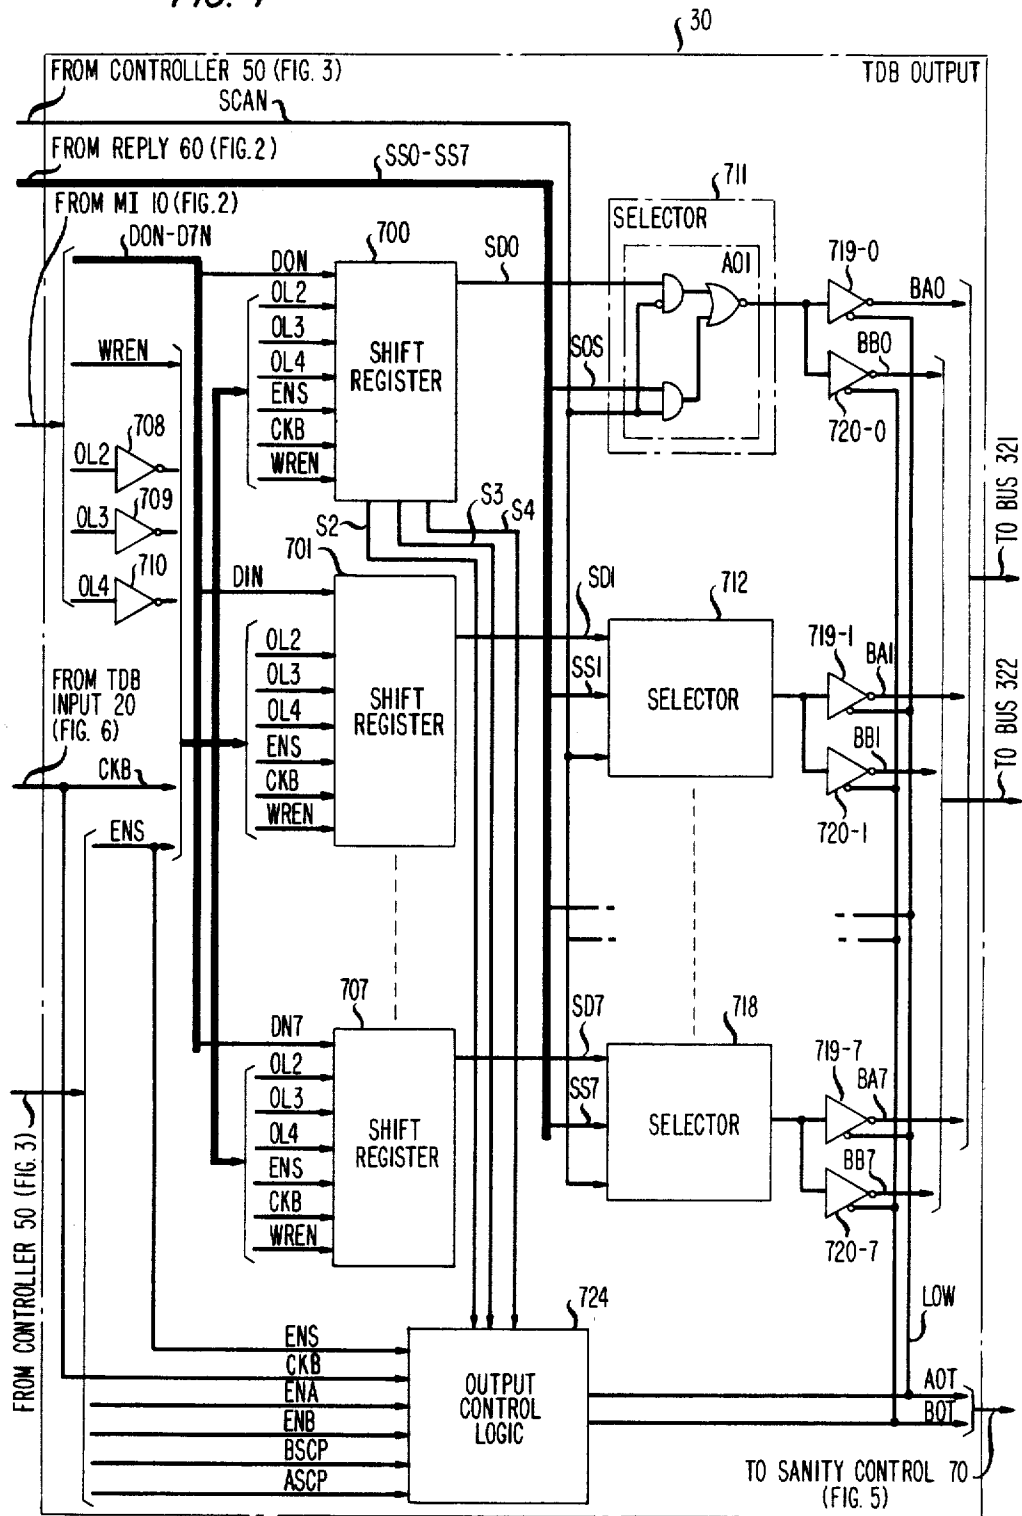 30
FROM CONTROLLER 50 (FIG. 3)
TDB OUTPUT
SCAN
FROM REPLY 60 (FIG.2)
SS0-SS7
FROM MI 10 (FIG.2)
711
SELECTOR
DON-D7N
700
SD0
AOI
719-0
BA0
DON
OL2
OL3
OL4
ENS
CKB
WREN
SHIFT
REGISTER
SOS
BB0
720-0
WREN
OL2
708
OL3
709
OL4
710
S2
S3
S4
TO BUS 321
701
DIN
SD1
712
OL2
OL3
OL4
ENS
CKB
WREN
SHIFT
REGISTER
SS1
SELECTOR
719-1
BA1
BB1
720-1
TO BUS 322
FROM TDB
INPUT 20
(FIG. 6)
CKB
ENS
707
DN7
SD7
718
OL2
OL3
OL4
ENS
CKB
WREN
SHIFT
REGISTER
SS7
SELECTOR
719-7
BA7
BB7
720-7
FROM CONTROLLER 50 (FIG. 3)
724
LOW
ENS
CKB
ENA
ENB
BSCP
ASCP
OUTPUT
CONTROL
LOGIC
AOT
BOT
TO SANITY CONTROL 70
(FIG. 5)